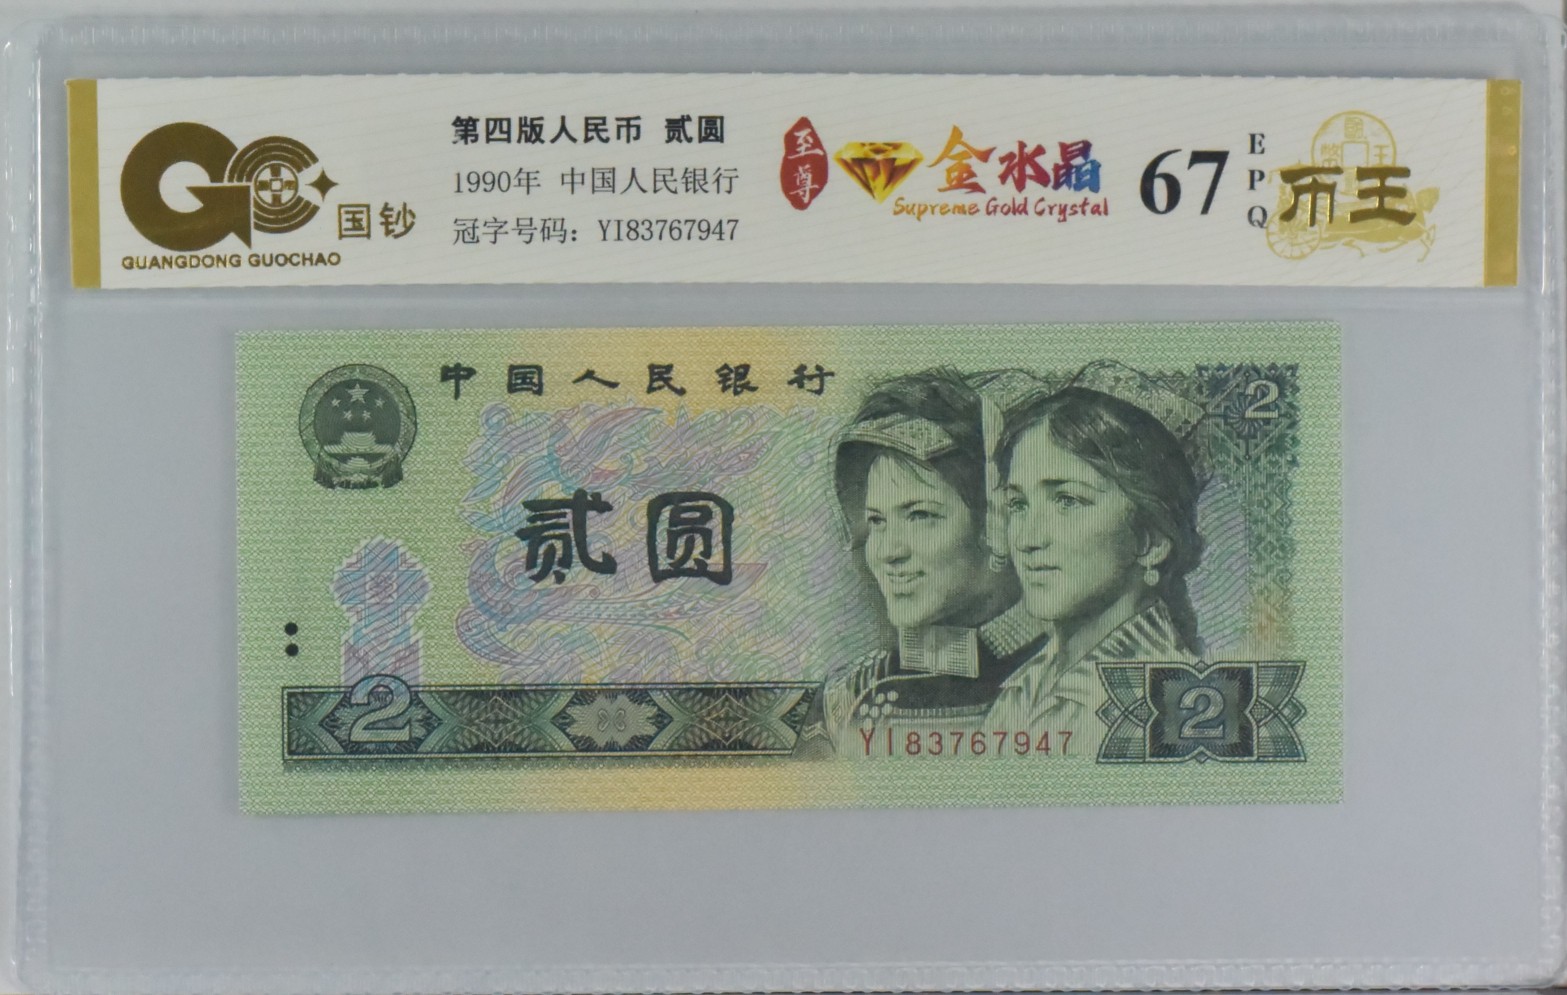 国钞
GUANGDONG GUOCHAO
第四版人民币 贰圆
1990年 中国人民银行
冠字号码：YI83767947
至尊
金水晶
Supreme Gold Crystal
67
EPQ
币王
中国人民银行
2
贰圆
2
2
YI83767947